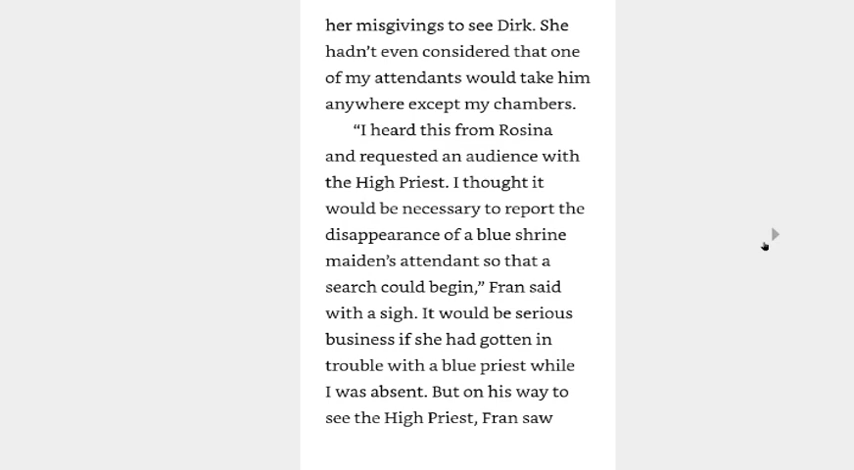 her misgivings to see Dirk. She
hadn’t even considered that one
of my attendants would take him
anywhere except my chambers.
“I heard this from Rosina
and requested an audience with
the High Priest. I thought it
would be necessary to report the
disappearance of a blue shrine
maiden’s attendant so that a
search could begin,” Fran said
with a sigh. It would be serious
business if she had gotten in
trouble with a blue priest while
I was absent. But on his way to
see the High Priest, Fran saw